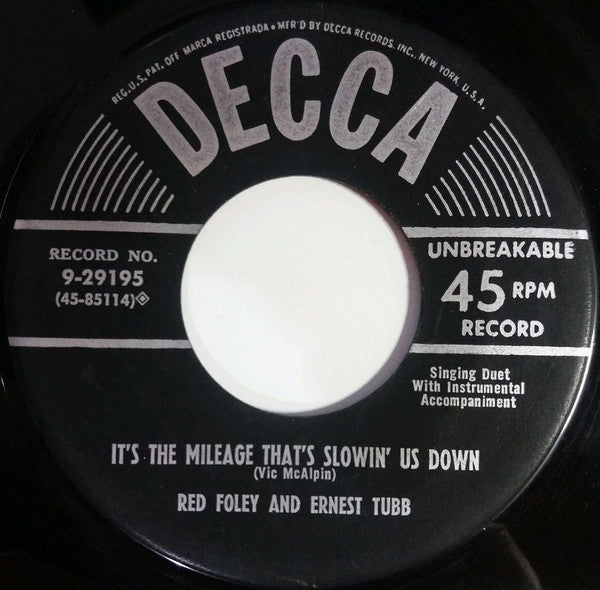 REG. U.S. PAT. OFF. MARCA REGISTRADA • MF'R'D BY DECCA RECORDS, INC., NEW YORK, U.S.A.
DECCA
RECORD NO.
9-29195
(45-85114)
UNBREAKABLE
45 RPM
RECORD
Singing Duet
With Instrumental
Accompaniment
IT'S THE MILEAGE THAT'S SLOWIN' US DOWN
(Vic McAlpin)
RED FOLEY AND ERNEST TUBB